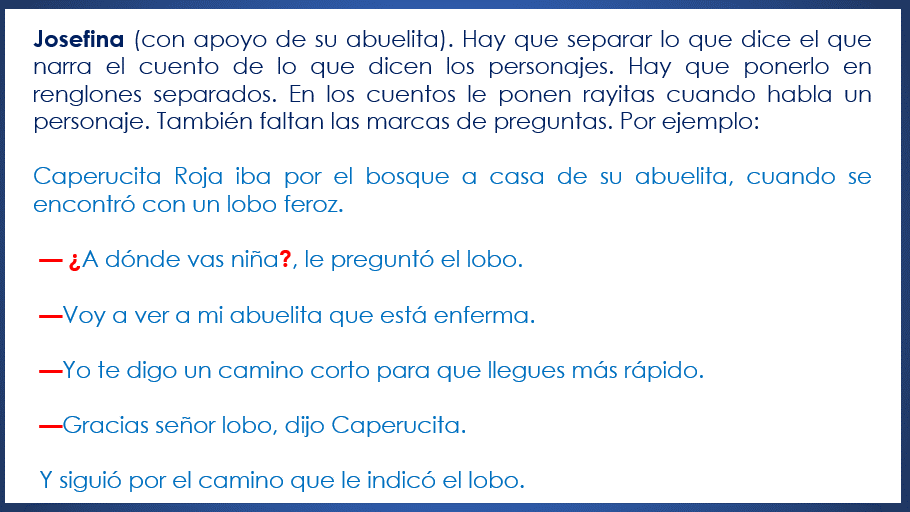 Josefina (con apoyo de su abuelita). Hay que separar lo que dice el que
narra el cuento de lo que dicen los personajes. Hay que ponerlo en
renglones separados. En los cuentos le ponen rayitas cuando habla un
personaje. También faltan las marcas de preguntas. Por ejemplo:
Caperucita Roja iba por el bosque a casa de su abuelita, cuando se
encontró con un lobo feroz.
— ¿A dónde vas niña?, le preguntó el lobo.
—Voy a ver a mi abuelita que está enferma.
—Yo te digo un camino corto para que llegues más rápido.
—Gracias señor lobo, dijo Caperucita.
Y siguió por el camino que le indicó el lobo.